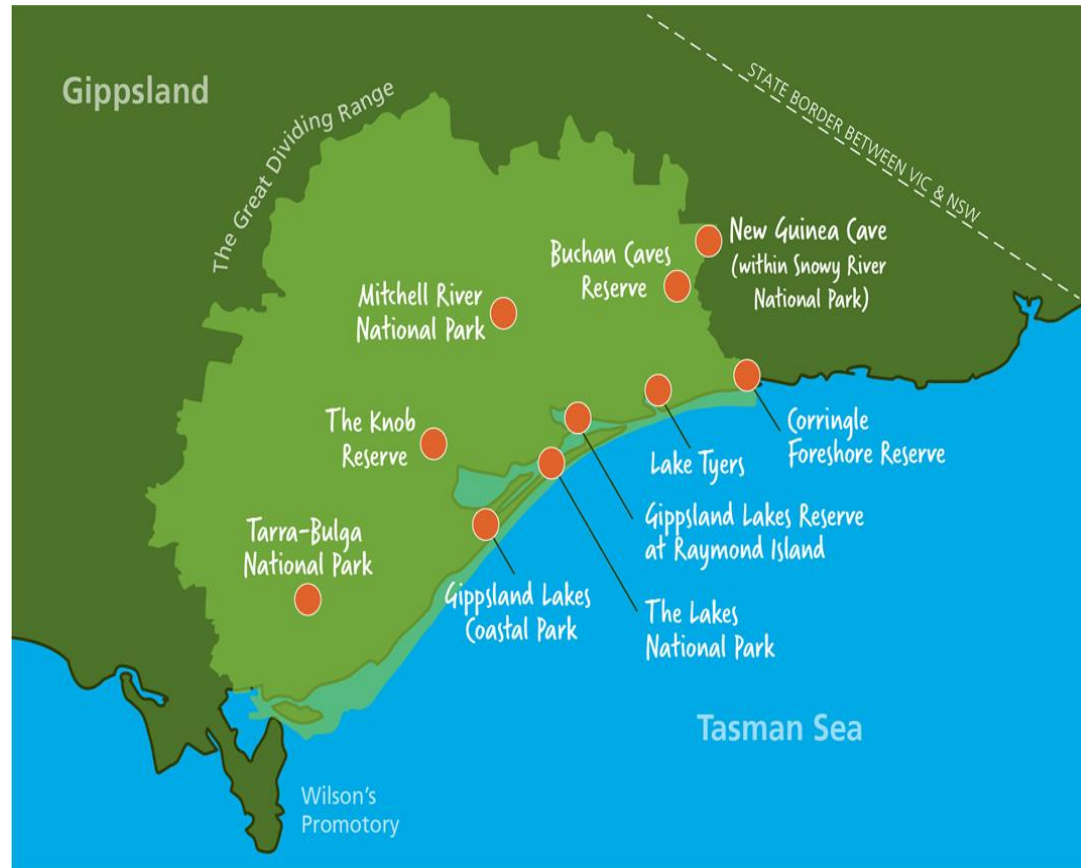 Gippsland
The Great Dividing Range
STATE BORDER BETWEEN VIC & NSW
New Guinea Cave
(within Snowy River
National Park)
Buchan Caves
Reserve
Mitchell River
National Park
The Knob
Reserve
Corringle
Foreshore Reserve
Lake Tyers
Gippsland Lakes Reserve
at Raymond Island
Tarra-Bulga
National Park
Gippsland Lakes
Coastal Park
The Lakes
National Park
Tasman Sea
Wilson's
Promotory